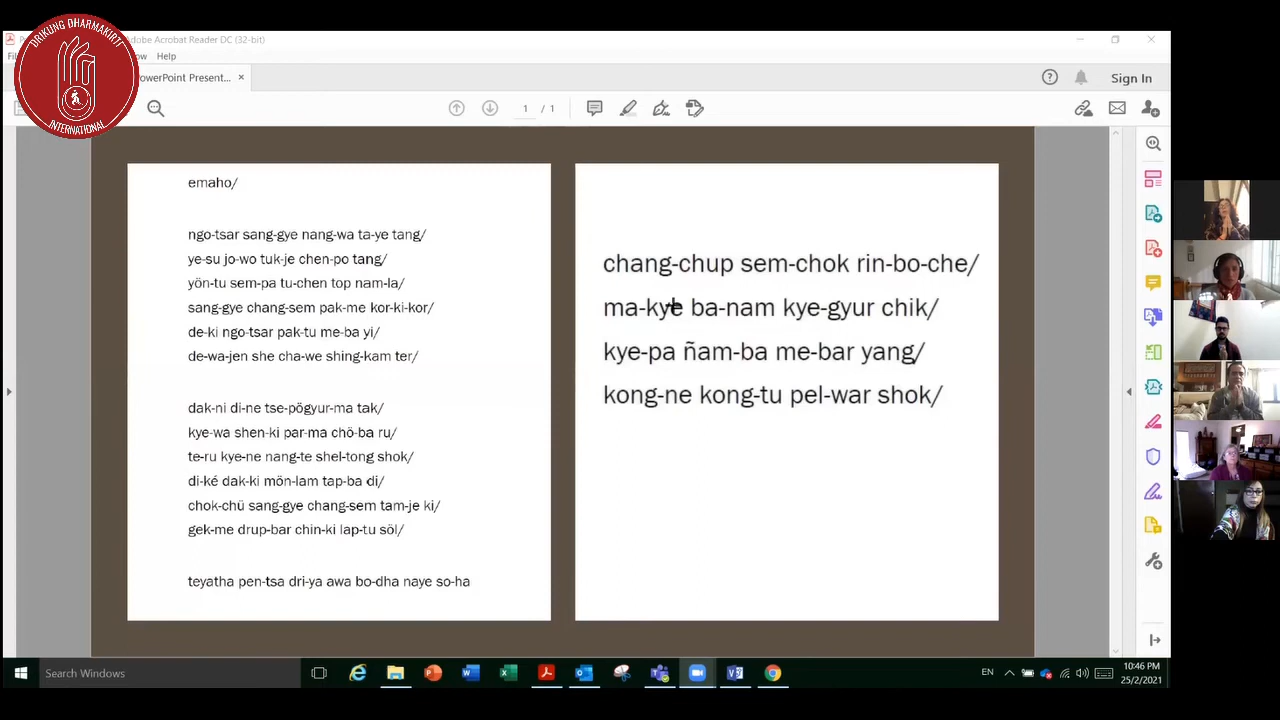 DRIKUNG DHARMAKIRTI
INTERNATIONAL
Adobe Acrobat Reader DC (32-bit)
Help
PowerPoint Present...
Sign In
1 / 1
emaho/
ngo-tsar sang-gye nang-wa ta-ye tang/
ye-su jo-wo tuk-je chen-po tang/
yön-tu sem-pa tu-chen top nam-la/
sang-gye chang-sem pak-me kor-ki-kor/
de-ki ngo-tsar pak-tu me-ba yi/
de-wa-jen she cha-we shing-kam ter/
dak-ni di-ne tse-pögyur-ma tak/
kye-wa shen-ki par-ma chö-ba ru/
te-ru kye-ne nang-te shel-tong shok/
di-ké dak-ki mön-lam tap-ba di/
chok-chü sang-gye chang-sem tam-je ki/
gek-me drup-bar chin-ki lap-tu söl/
teyatha pen-tsa dri-ya awa bo-dha naye so-ha
chang-chup sem-chok rin-bo-che/
ma-kye ba-nam kye-gyur chik/
kye-pa ñam-ba me-bar yang/
kong-ne kong-tu pel-war shok/
Search Windows
EN
10:46 PM
25/2/2021